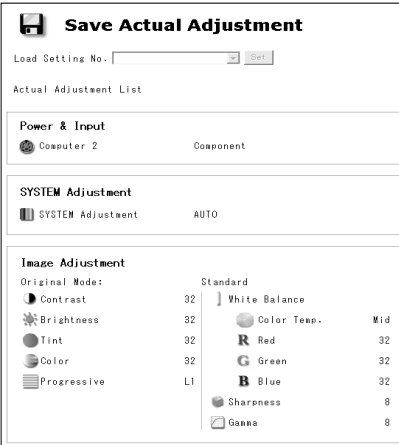 Save Actual Adjustment
Load Setting No. Set
Actual Adjustment List
Power & Input
Computer 2 Component
SYSTEM Adjustment
SYSTEM Adjustment AUTO
Image Adjustment
Original Mode: Standard
Contrast 32 White Balance
Brightness 32 Color Temp. Mid
Tint 32 R Red 32
Color 32 G Green 32
Progressive L1 B Blue 32
Sharpness 8
Gamma 8